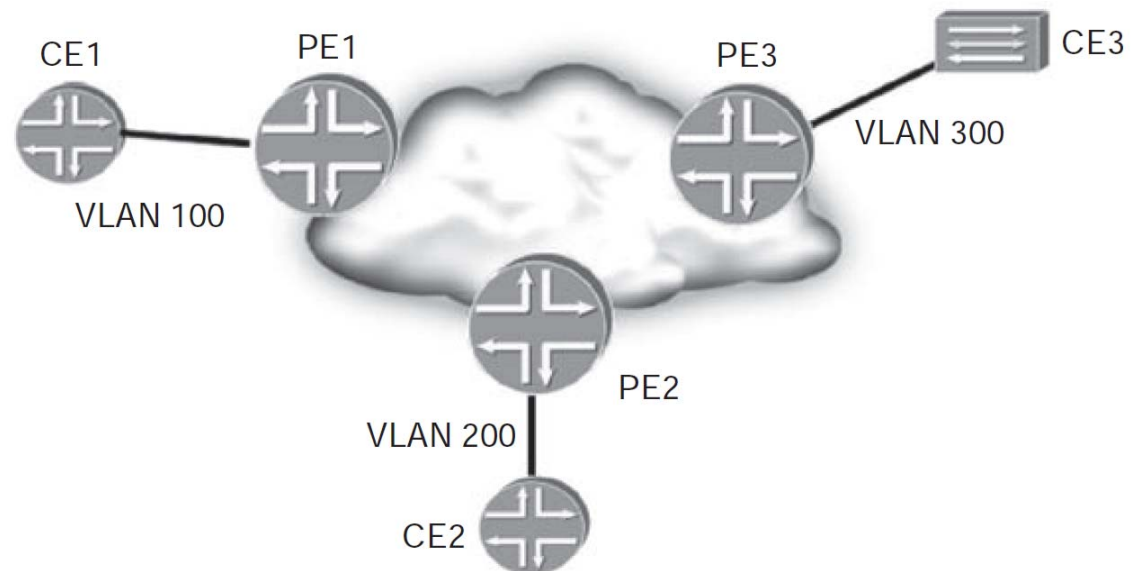 CE1
PE1
PE3
CE3
VLAN 300
VLAN 100
PE2
VLAN 200
CE2